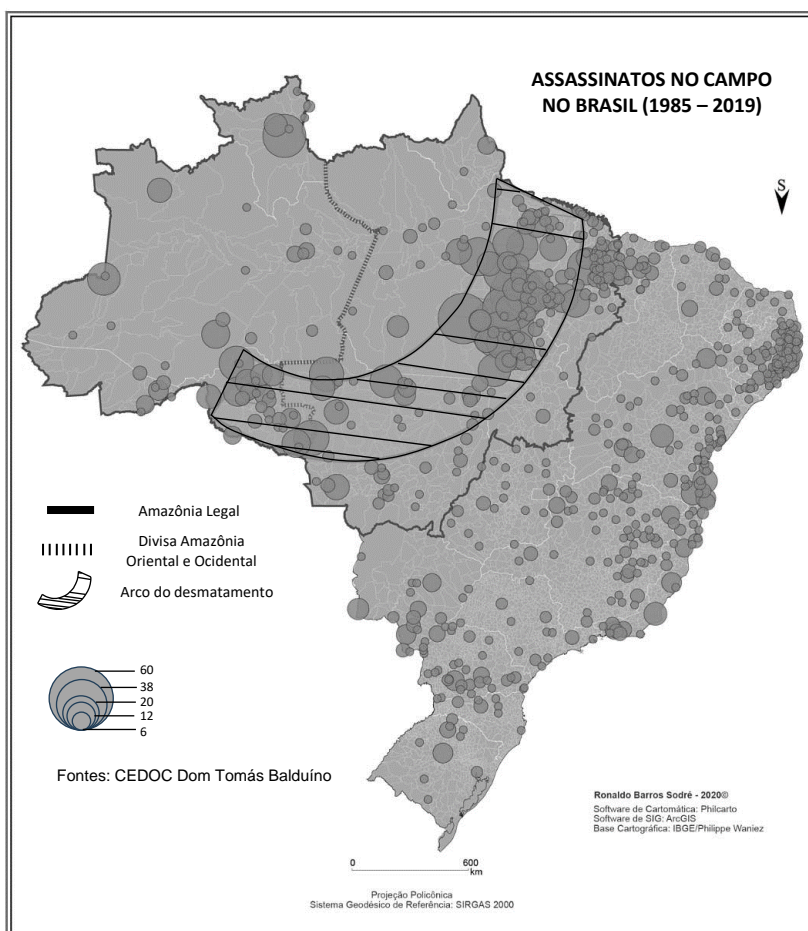 ASSASSINATOS NO CAMPO
NO BRASIL (1985 – 2019)
S
Amazônia Legal
Divisa Amazônia
Oriental e Ocidental
Arco do desmatamento
60
38
20
12
6
Fontes: CEDOC Dom Tomás Balduíno
Ronaldo Barros Sodré - 2020©
Software de Cartomática: Philcarto
Software de SIG: ArcGIS
Base Cartográfica: IBGE/Philippe Waniez
0 600
km
Projeção Policônica
Sistema Geodésico de Referência: SIRGAS 2000